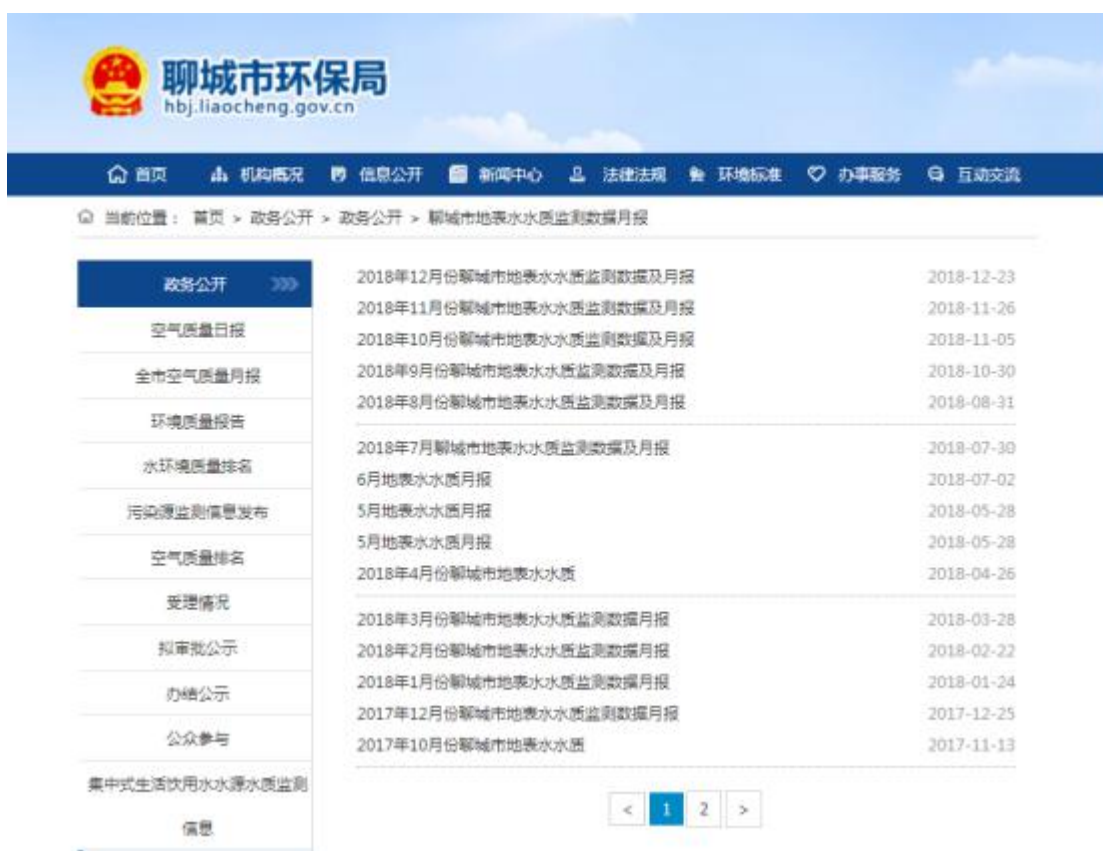 聊城市环保局
hbj.liaocheng.gov.cn
首页 机构概况 信息公开 新闻中心 法律法规 环境标准 办事服务 互动交流
当前位置： 首页 > 政务公开 > 政务公开 > 聊城市地表水水质监测数据月报
政务公开
空气质量日报
全市空气质量月报
环境质量报告
水环境质量排名
污染源监测信息发布
空气质量排名
受理情况
拟审批公示
办结公示
公众参与
集中式生活饮用水水源水质监测
信息
2018年12月份聊城市地表水水质监测数据及月报 2018-12-23
2018年11月份聊城市地表水水质监测数据及月报 2018-11-26
2018年10月份聊城市地表水水质监测数据及月报 2018-11-05
2018年9月份聊城市地表水水质监测数据及月报 2018-10-30
2018年8月份聊城市地表水水质监测数据及月报 2018-08-31
2018年7月聊城市地表水水质监测数据及月报 2018-07-30
6月地表水水质月报 2018-07-02
5月地表水水质月报 2018-05-28
5月地表水水质月报 2018-05-28
2018年4月份聊城市地表水水质 2018-04-26
2018年3月份聊城市地表水水质监测数据月报 2018-03-28
2018年2月份聊城市地表水水质监测数据月报 2018-02-22
2018年1月份聊城市地表水水质监测数据月报 2018-01-24
2017年12月份聊城市地表水水质监测数据月报 2017-12-25
2017年10月份聊城市地表水水质 2017-11-13
< 1 2 >